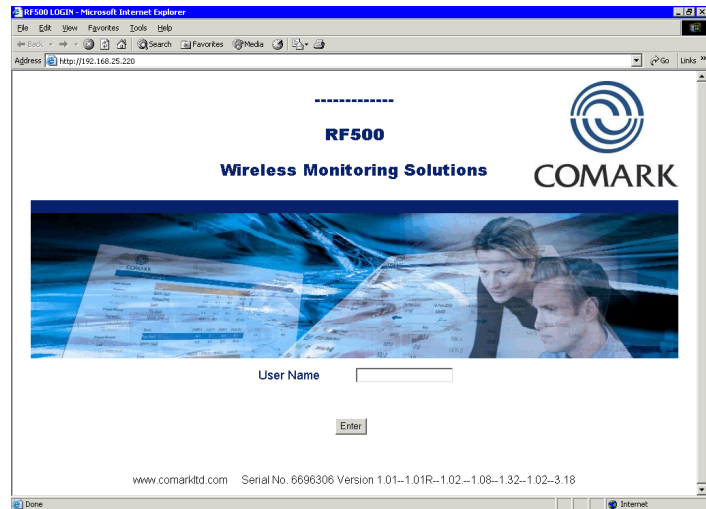 RF500 LOGIN - Microsoft Internet Explorer
File Edit View Favorites Tools Help
Back Search Favorites Media
Address http://192.168.25.220 Go Links »
-------------
RF500
Wireless Monitoring Solutions
COMARK
COMARK
User Name
Enter
www.comarkltd.com Serial No. 6696306 Version 1.01--1.01R--1.02.--1.08--1.32--1.02--3.18
Done Internet